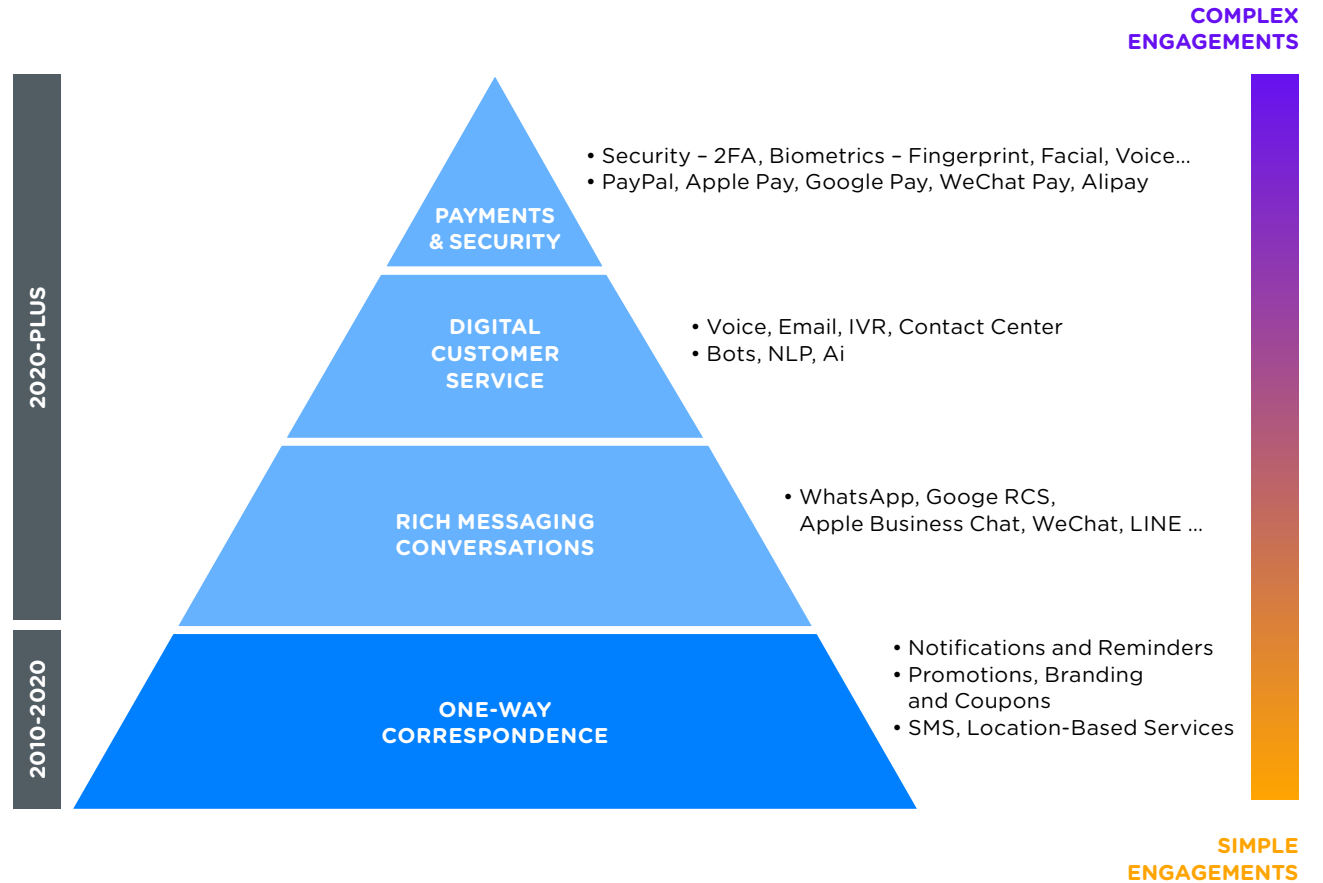 COMPLEX
ENGAGEMENTS
2020-PLUS
PAYMENTS
& SECURITY
• Security – 2FA, Biometrics – Fingerprint, Facial, Voice...
• PayPal, Apple Pay, Google Pay, WeChat Pay, Alipay
DIGITAL
CUSTOMER
SERVICE
• Voice, Email, IVR, Contact Center
• Bots, NLP, Ai
RICH MESSAGING
CONVERSATIONS
• WhatsApp, Googe RCS,
Apple Business Chat, WeChat, LINE ...
2010-2020
ONE-WAY
CORRESPONDENCE
• Notifications and Reminders
• Promotions, Branding
and Coupons
• SMS, Location-Based Services
SIMPLE
ENGAGEMENTS